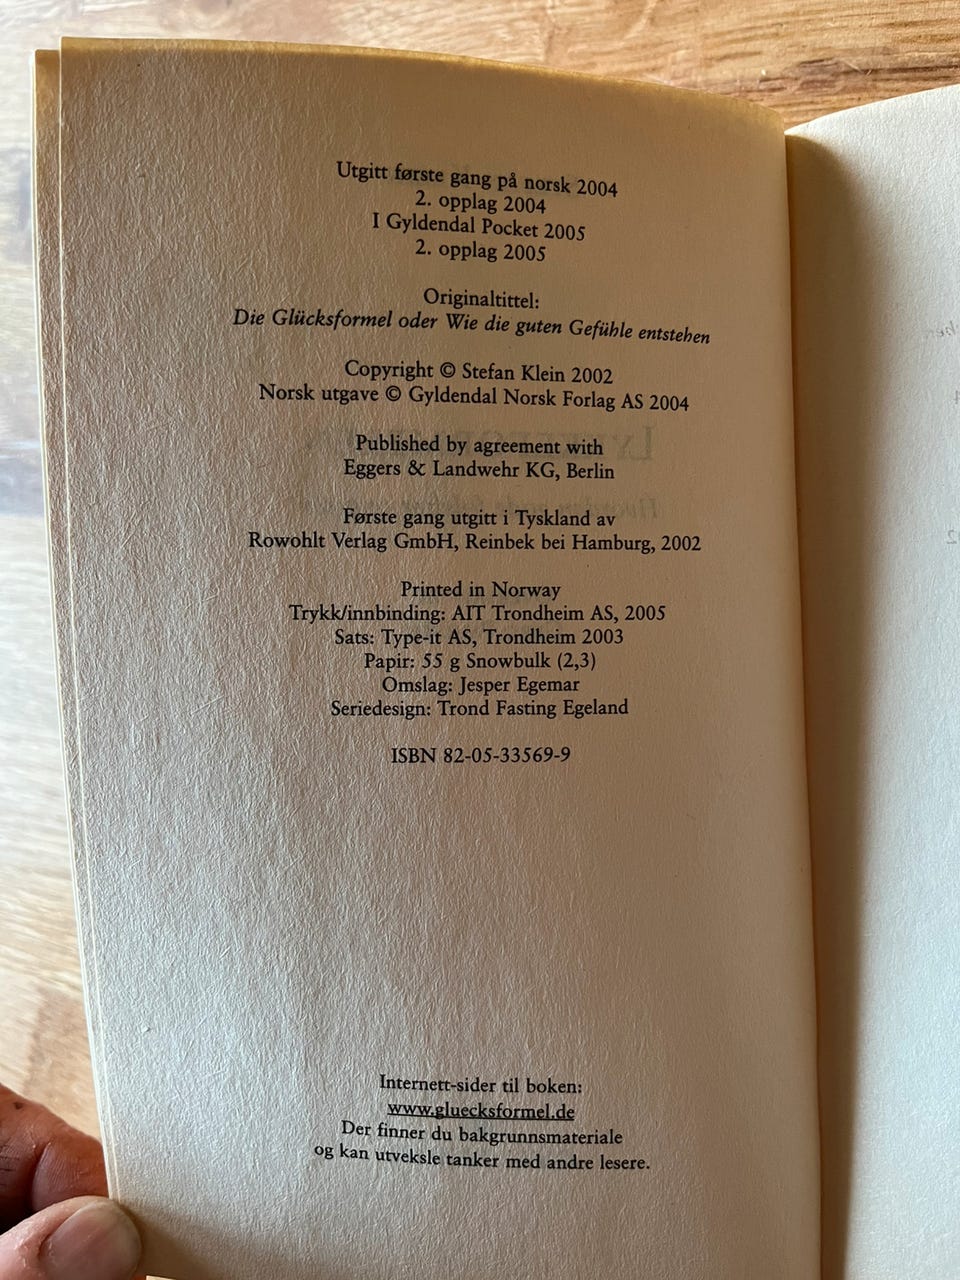 Utgitt første gang på norsk 2004
2. opplag 2004
I Gyldendal Pocket 2005
2. opplag 2005
Originaltittel:
Die Glücksformel oder Wie die guten Gefühle entstehen
Copyright © Stefan Klein 2002
Norsk utgave © Gyldendal Norsk Forlag AS 2004
Published by agreement with
Eggers & Landwehr KG, Berlin
Første gang utgitt i Tyskland av
Rowohlt Verlag GmbH, Reinbek bei Hamburg, 2002
Printed in Norway
Trykk/innbinding: AIT Trondheim AS, 2005
Sats: Type-it AS, Trondheim 2003
Papir: 55 g Snowbulk (2,3)
Omslag: Jesper Egemar
Seriedesign: Trond Fasting Egeland
ISBN 82-05-33569-9
Internett-sider til boken:
www.gluecksformel.de
Der finner du bakgrunnsmateriale
og kan utveksle tanker med andre lesere.